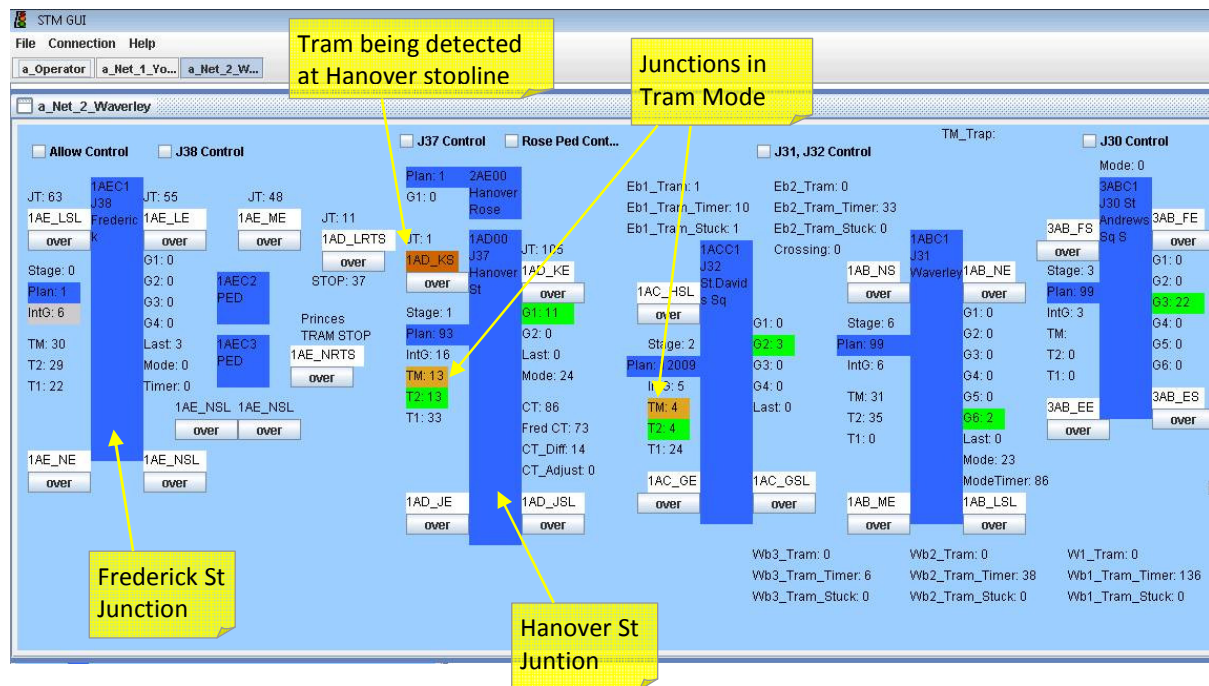 STM GUI
File Connection Help
a_Operator a_Net_1_Yo... a_Net_2_W...
Tram being detected
at Hanover stopline
Junctions in
Tram Mode
a_Net_2_Waverley
Allow Control
J38 Control
JT: 63
1AE_LSL
over
Stage: 0
Plan: 1
IntG: 6
TM: 30
T2: 29
T1: 22
1AE_NE
over
1AEC1
J38
Frederic
k
JT: 55
1AE_LE
over
G1: 0
G2: 0
G3: 0
G4: 0
Last: 3
Mode: 0
Timer: 0
1AE_NSL 1AE_NSL
over over
1AE_NSL
over
JT: 48
1AE_ME
over
1AEC2
PED
1AEC3
PED
JT: 11
1AD_LRTS
over
STOP: 37
Princes
TRAM STOP
1AE_NRTS
over
Frederick St
Junction
J37 Control
Rose Ped Cont...
Plan: 1
G1: 0
2AE00
Hanover
Rose
JT: 1
1AD_KS
over
Stage: 1
Plan: 93
IntG: 16
TM: 13
T2: 13
T1: 33
1AD_JE
over
1AD00
J37
Hanover
St
JT: 105
1AD_KE
over
G1: 11
G2: 0
Last: 0
Mode: 24
CT: 86
Fred CT: 73
CT_Diff: 14
CT_Adjust: 0
1AD_JSL
over
Hanover St
Juntion
J31, J32 Control
Eb1_Tram: 1
Eb1_Tram_Timer: 10
Eb1_Tram_Stuck: 1
Eb2_Tram: 0
Eb2_Tram_Timer: 33
Eb2_Tram_Stuck: 0
Crossing: 0
1AC_HSL
over
Stage: 2
2009
IntG: 5
TM: 4
T2: 4
T1: 24
1AC_GE
over
1ACC1
J32
St.David
s Sq
G1: 0
G2: 3
G3: 0
G4: 0
Last: 0
1AC_GSL
over
1AB_NS
over
Stage: 6
Plan: 99
IntG: 6
TM: 31
T2: 35
T1: 0
1AB_ME
over
1ABC1
J31
Waverley
1AB_NE
over
G1: 0
G2: 0
G3: 0
G4: 0
G5: 0
G6: 2
Last: 0
Mode: 23
ModeTimer: 86
1AB_LSL
over
TM_Trap:
J30 Control
Mode: 0
3ABC1
J30 St
Andrews
Sq S
3AB_FS
over
Stage: 3
Plan: 99
IntG: 3
TM:
T2: 0
T1: 0
3AB_EE
over
3AB_FE
over
G1: 0
G2: 0
G3: 22
G4: 0
G5: 0
G6: 0
3AB_ES
over
Wb3_Tram: 0
Wb3_Tram_Timer: 6
Wb3_Tram_Stuck: 0
Wb2_Tram: 0
Wb2_Tram_Timer: 38
Wb2_Tram_Stuck: 0
W1_Tram: 0
Wb1_Tram_Timer: 136
Wb1_Tram_Stuck: 0